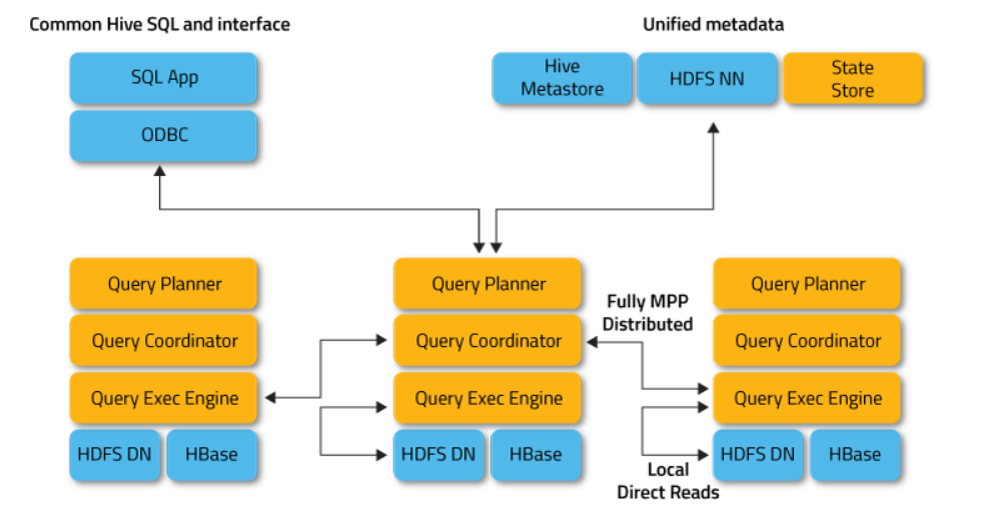 Common Hive SQL and interface
Unified metadata
SQL App
ODBC
Hive
Metastore
HDFS NN
State
Store
Query Planner
Query Coordinator
Query Exec Engine
HDFS DN
HBase
Query Planner
Query Coordinator
Query Exec Engine
HDFS DN
HBase
Fully MPP
Distributed
Query Planner
Query Coordinator
Query Exec Engine
HDFS DN
HBase
Local
Direct Reads